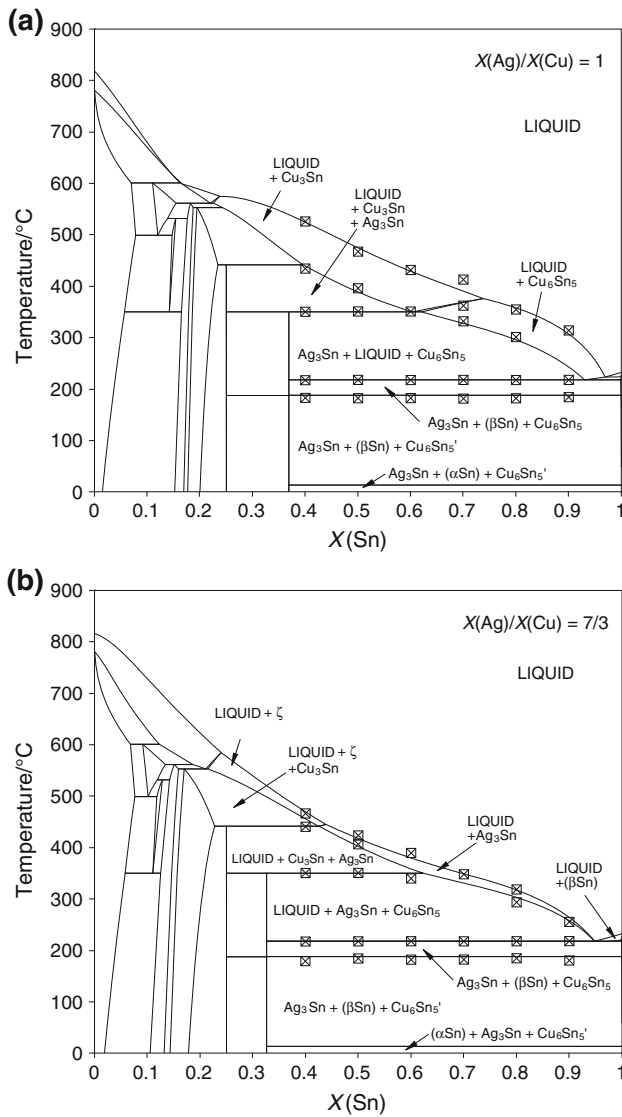 (a)
900
800
700
600
500
400
300
200
100
0
Temperature/°C
X(Ag)/X(Cu) = 1
LIQUID
LIQUID
+ Cu₃Sn
LIQUID
+ Cu₃Sn
+ Ag₃Sn
LIQUID
+ Cu₆Sn₅
Ag₃Sn + LIQUID + Cu₆Sn₅
Ag₃Sn + (βSn) + Cu₆Sn₅
Ag₃Sn + (βSn) + Cu₆Sn₅'
Ag₃Sn + (αSn) + Cu₆Sn₅'
0 0.1 0.2 0.3 0.4 0.5 0.6 0.7 0.8 0.9 1
X(Sn)
(b)
900
800
700
600
500
400
300
200
100
0
Temperature/°C
X(Ag)/X(Cu) = 7/3
LIQUID
LIQUID + ζ
LIQUID + ζ
+Cu₃Sn
LIQUID
+Ag₃Sn
LIQUID
+(βSn)
LIQUID + Cu₃Sn + Ag₃Sn
LIQUID + Ag₃Sn + Cu₆Sn₅
Ag₃Sn + (βSn) + Cu₆Sn₅
Ag₃Sn + (βSn) + Cu₆Sn₅'
(αSn) + Ag₃Sn + Cu₆Sn₅'
0 0.1 0.2 0.3 0.4 0.5 0.6 0.7 0.8 0.9 1
X(Sn)